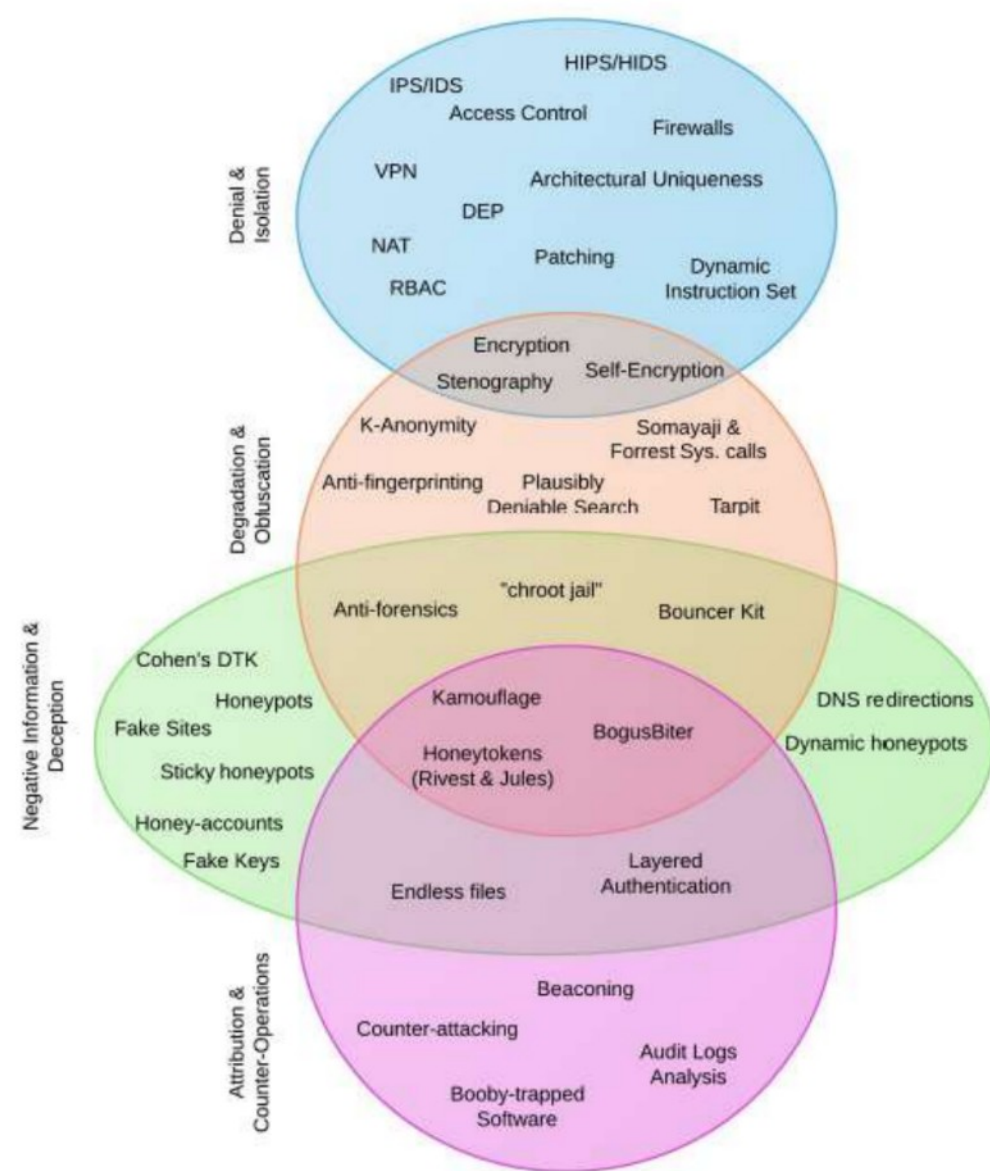 HIPS/HIDS
IPS/IDS
Access Control
Firewalls
VPN
Architectural Uniqueness
DEP
NAT
Patching
RBAC
Dynamic
Instruction Set
Denial &
Isolation
Encryption
Self-Encryption
Stenography
K-Anonymity
Somayaji &
Forrest Sys. calls
Anti-fingerprinting
Plausibly
Deniable Search
Tarpit
Degradation &
Obfuscation
"chroot jail"
Anti-forensics
Bouncer Kit
Cohen's DTK
Honeypots
Fake Sites
Sticky honeypots
Honey-accounts
Fake Keys
Kamouflage
BogusBiter
Honeytokens
(Rivest & Jules)
DNS redirections
Dynamic honeypots
Negative Information &
Deception
Endless files
Layered
Authentication
Beaconing
Counter-attacking
Audit Logs
Analysis
Booby-trapped
Software
Attribution &
Counter-Operations